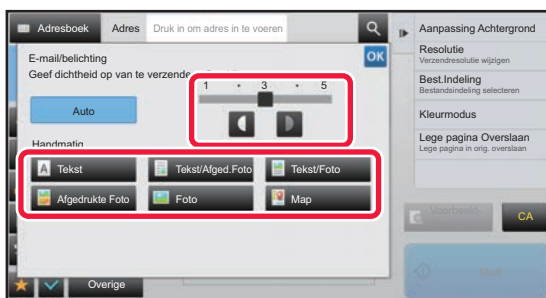 Adresboek Adres Druk in om adres in te voeren
E-mail/belichting
Geef dichtheid op van te verzenden
OK
1 • 3 • 5
Auto
Handmatig
A Tekst Tekst/Afged.Foto Tekst/Foto
Afgedrukte Foto Foto Map
Overige
Aanpassing Achtergrond
Resolutie
Verzendresolutie wijzigen
Best.Indeling
Bestandsindeling selecteren
Kleurmodus
Lege pagina Overslaan
Lege pagina in orig. overslaan
Voorbeeld- CA
Start